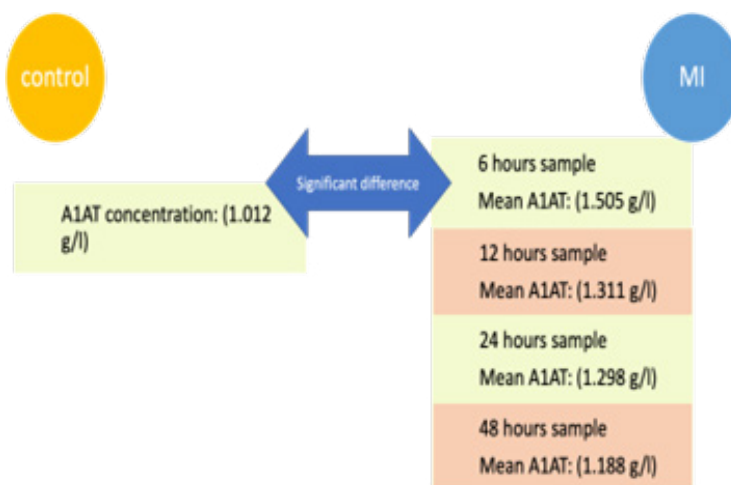 control
MI
Significant difference
A1AT concentration: (1.012
g/l)
6 hours sample
Mean A1AT: (1.505 g/l)
12 hours sample
Mean A1AT: (1.311 g/l)
24 hours sample
Mean A1AT: (1.298 g/l)
48 hours sample
Mean A1AT: (1.188 g/l)